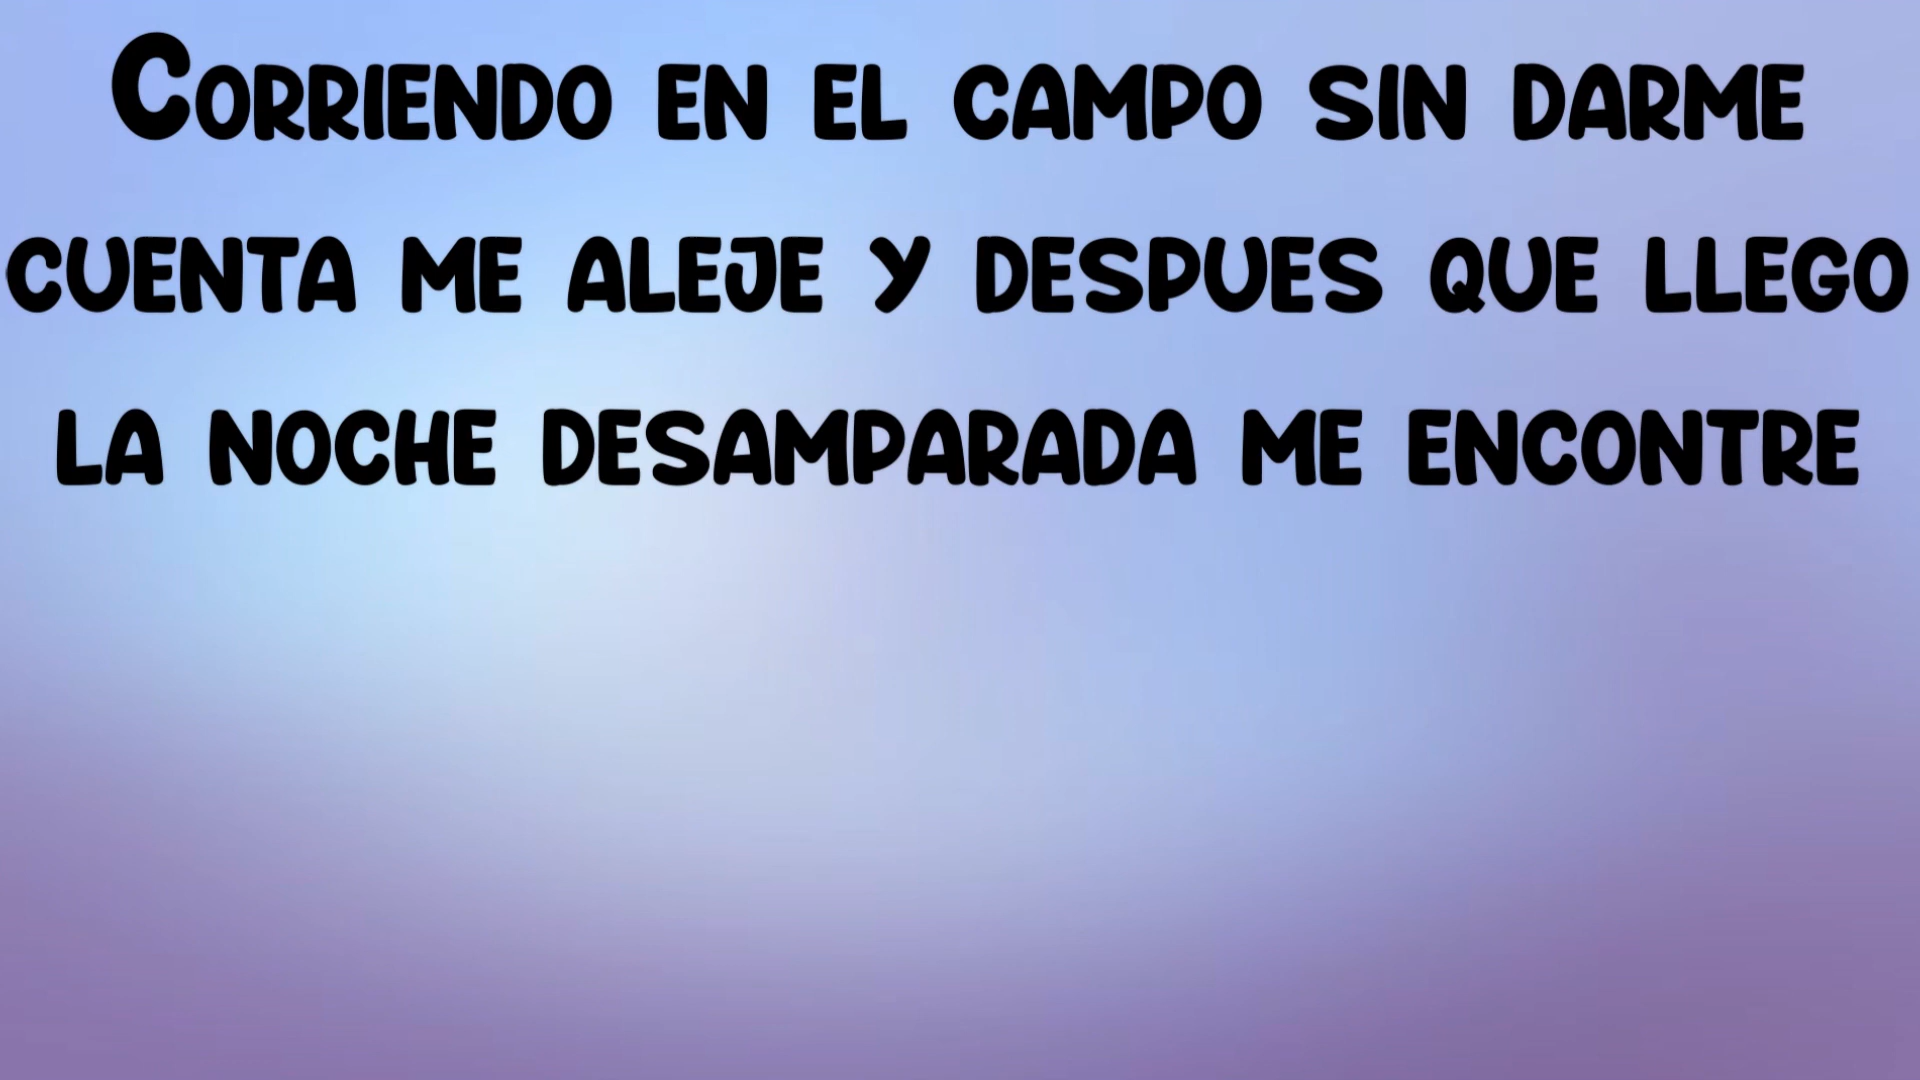 Corriendo en el campo sin darme
cuenta me aleje y despues que llego
la noche desamparada me encontre